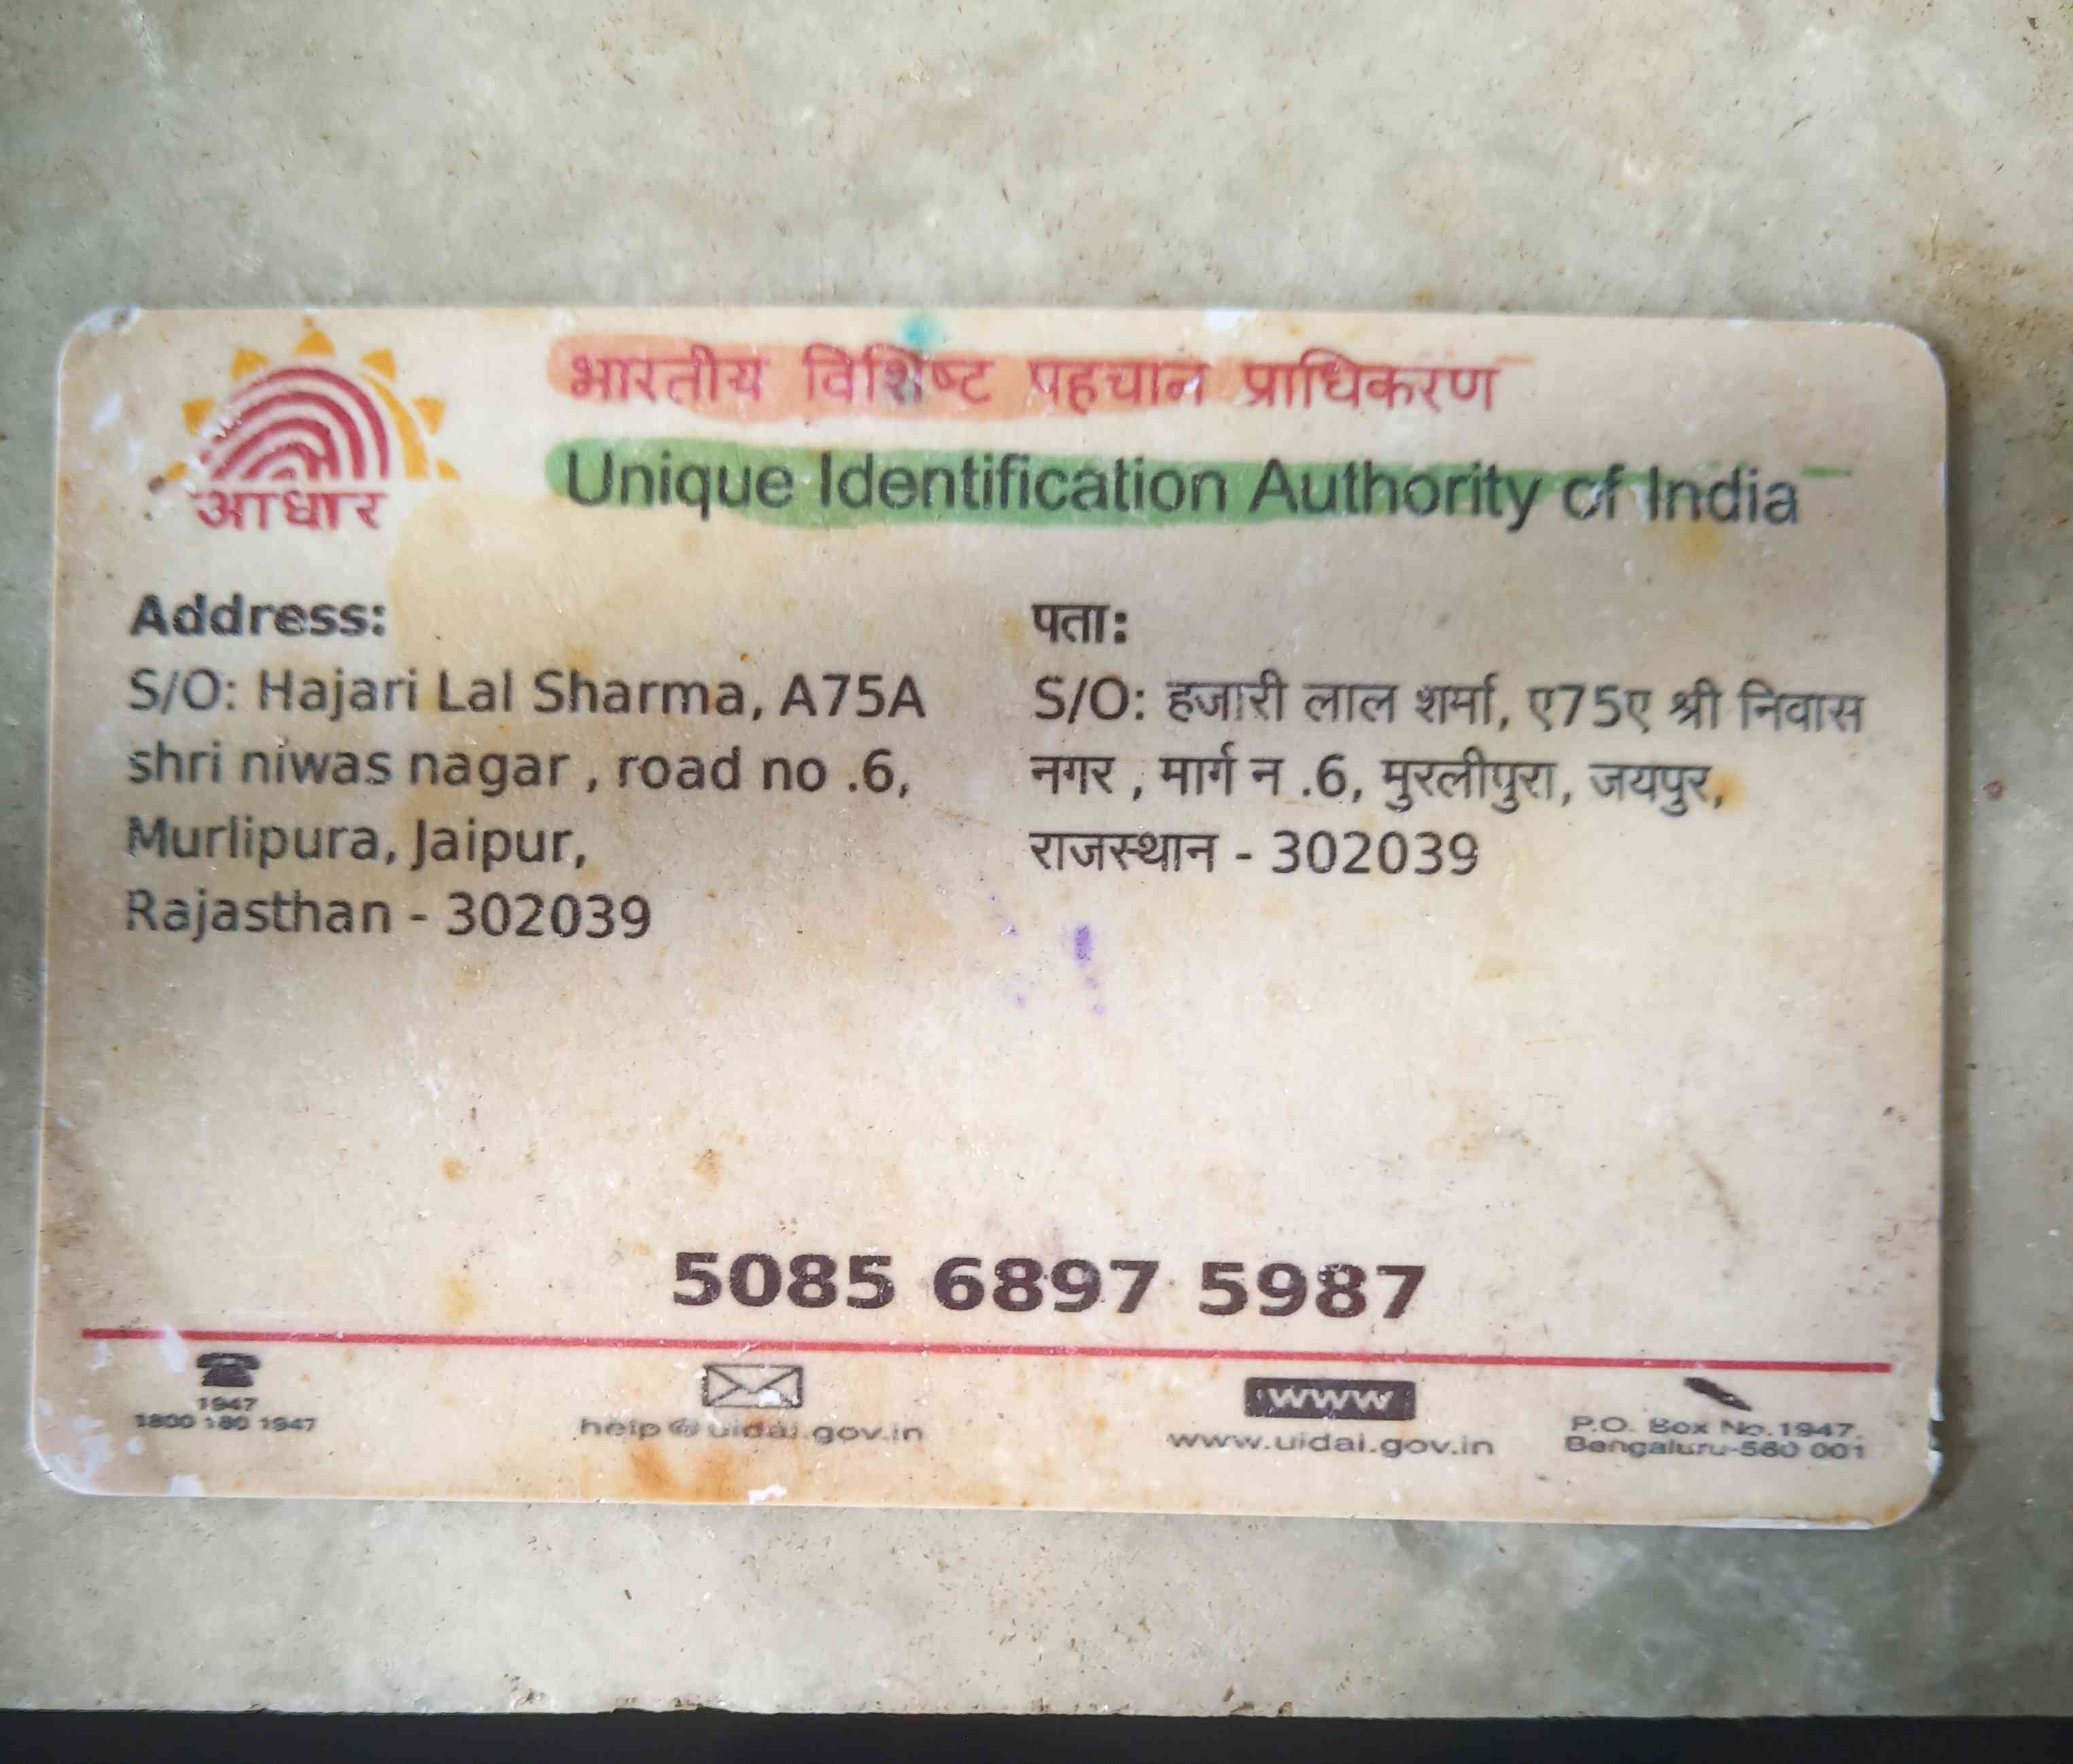 आधार
भारतीय विशिष्ट पहचान प्राधिकरण
Unique Identification Authority of India
Address:
S/O: Hajari Lal Sharma, A75A
shri niwas nagar , road no .6,
Murlipura, Jaipur,
Rajasthan - 302039
पता:
S/O: हजारी लाल शर्मा, ए75ए श्री निवास
नगर , मार्ग न .6, मुरलीपुरा, जयपुर,
राजस्थान - 302039
5085 6897 5987
1947
1800 180 1947
help@uidai.gov.in
www
www.uidai.gov.in
P.O. Box No.1947,
Bengaluru-560 001